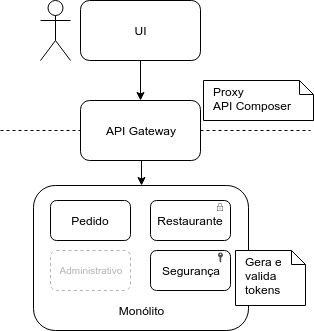 UI
Proxy
API Composer
API Gateway
Pedido
Restaurante
Administrativo
Segurança
Gera e
valida
tokens
Monólito